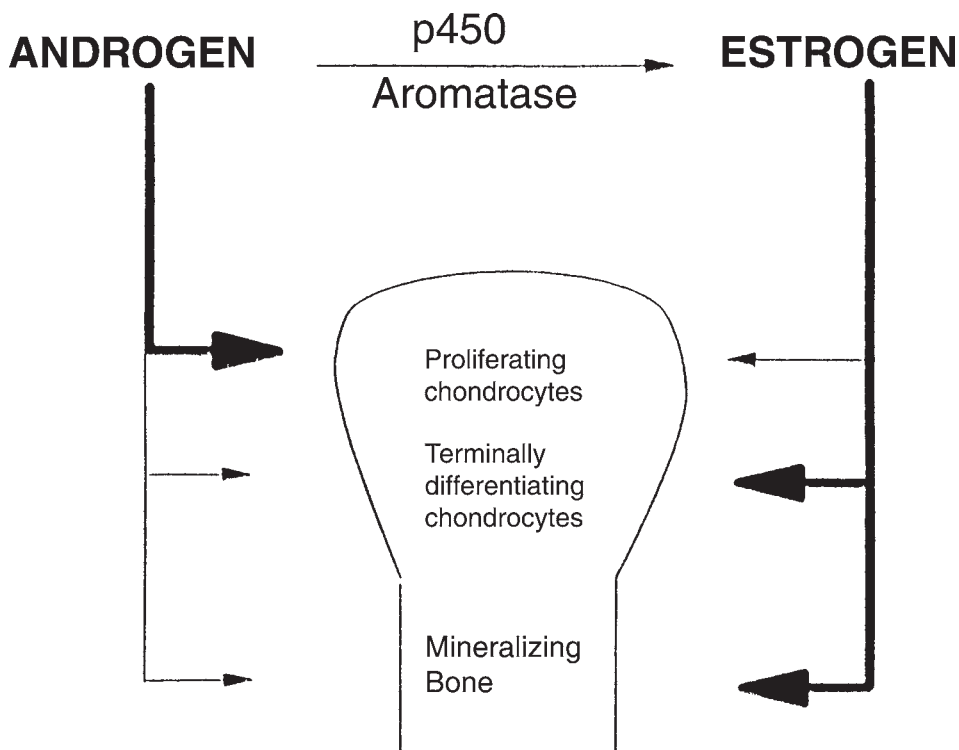 ANDROGEN
p450
Aromatase
ESTROGEN
Proliferating
chondrocytes
Terminally
differentiating
chondrocytes
Mineralizing
Bone